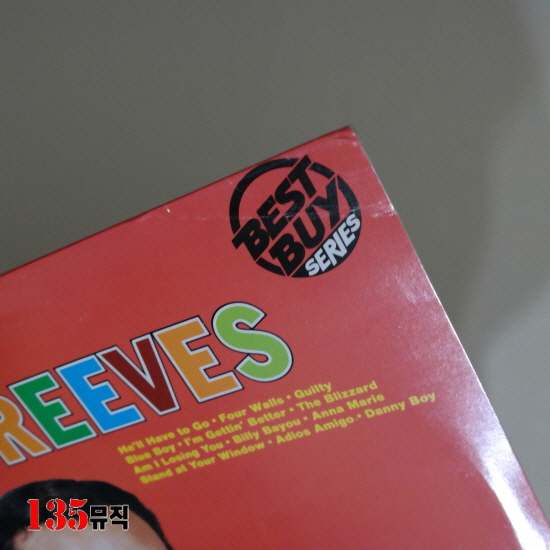 BEST
BUY
SERIES
REEVES
He'll Have to Go • Four Walls • Guilty
Blue Boy • I'm Gettin' Better • The Blizzard
Am I Losing You • Billy Bayou • Anna Marie
Stand at Your Window • Adios Amigo • Danny Boy
135뮤직